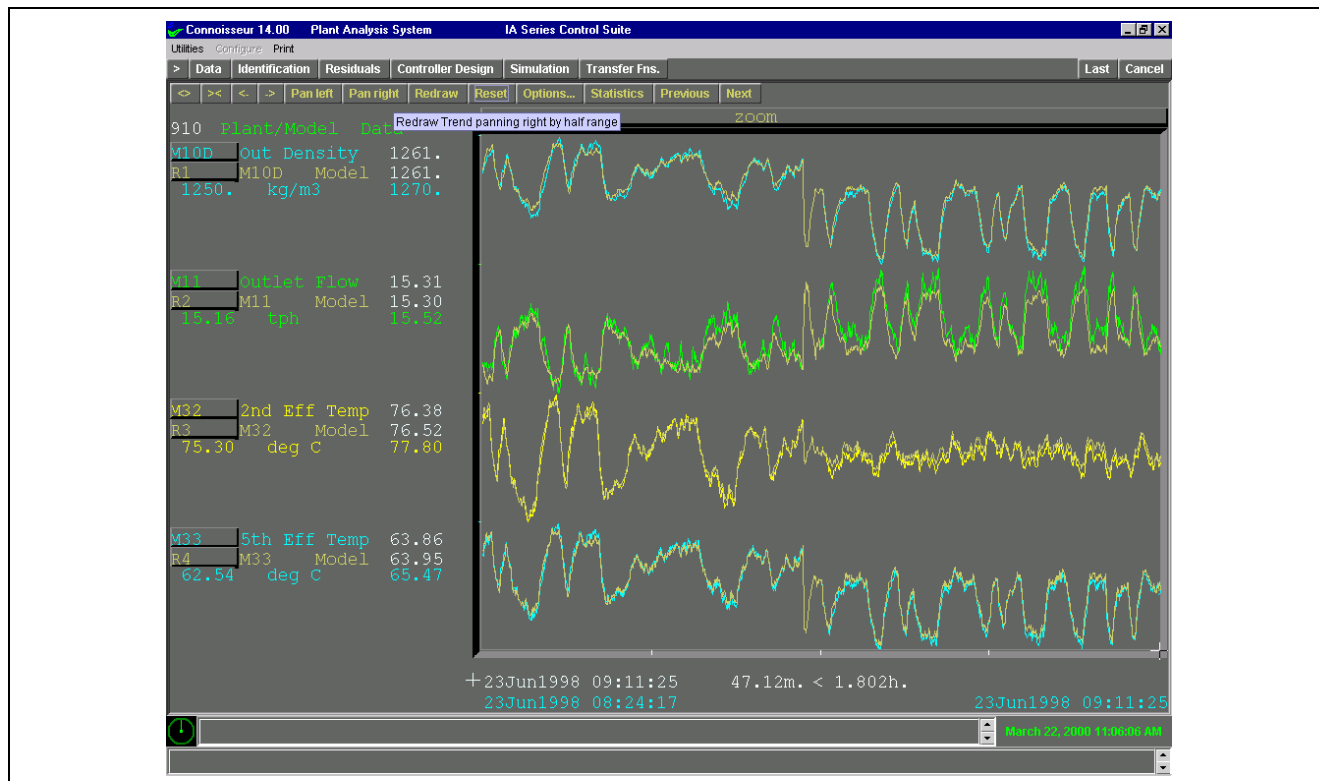 Connoisseur 14.00 Plant Analysis System IA Series Control Suite
Utilities Configure Print
> Data Identification Residuals Controller Design Simulation Transfer Fns. Last Cancel
<> >< <- -> Pan left Pan right Redraw Reset Options... Statistics Previous Next
Redraw Trend panning right by half range
zoom
910 Plant/Model Data
M10D Out Density 1261.
R1 M10D Model 1261.
1250. kg/m3 1270.
M11 Outlet Flow 15.31
R2 M11 Model 15.30
15.16 tph 15.52
M32 2nd Eff Temp 76.38
R3 M32 Model 76.52
75.30 deg C 77.80
M33 5th Eff Temp 63.86
R4 M33 Model 63.95
62.54 deg C 65.47
23Jun1998 09:11:25 47.12m. < 1.802h.
23Jun1998 08:24:17 23Jun1998 09:11:25
March 22, 2000 11:06:06 AM